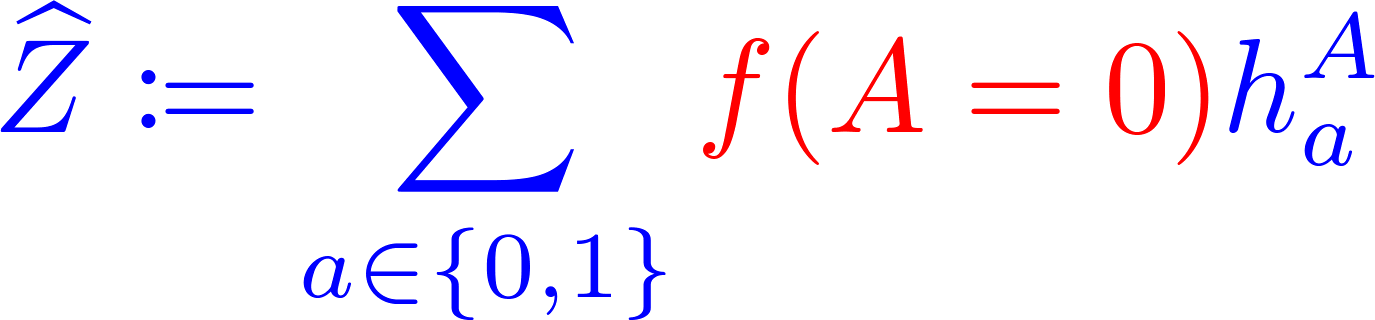 $\widehat{Z} := \sum_{a \in \{0,1\}} f(A = 0) h_a^A$